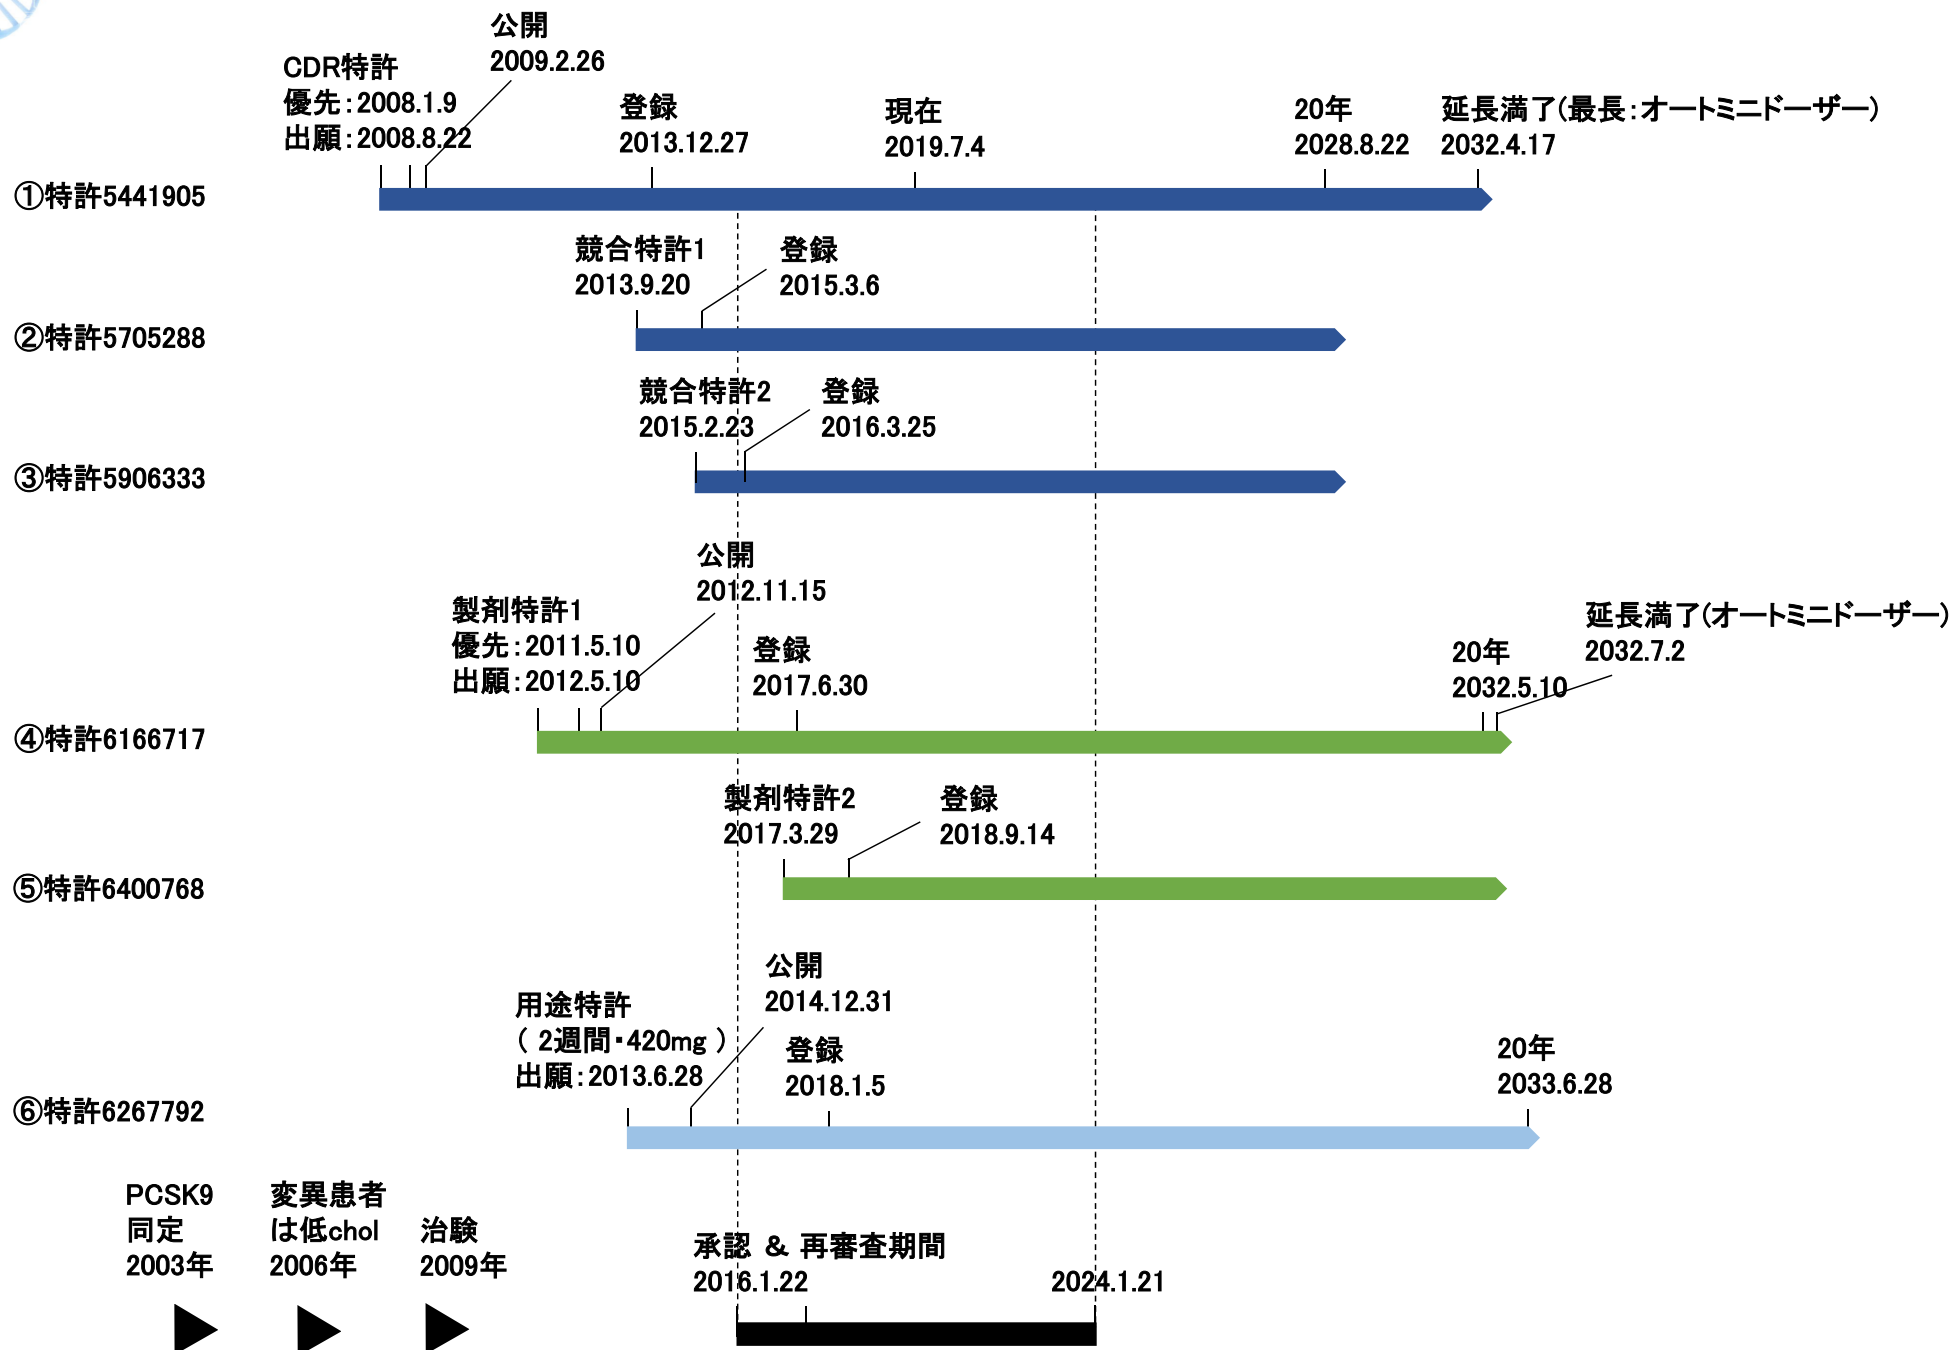 公開
2009.2.26
CDR特許
優先:2008.1.9
出願:2008.8.22
登録
2013.12.27
現在
2019.7.4
20年
2028.8.22
延長満了(最長:オートミニドーザー)
2032.4.17
①特許5441905
競合特許1
2013.9.20
登録
2015.3.6
②特許5705288
競合特許2
2015.2.23
登録
2016.3.25
③特許5906333
公開
2012.11.15
製剤特許1
優先:2011.5.10
出願:2012.5.10
登録
2017.6.30
20年
2032.5.10
延長満了(オートミニドーザー)
2032.7.2
④特許6166717
製剤特許2
2017.3.29
登録
2018.9.14
⑤特許6400768
公開
2014.12.31
用途特許
( 2週間・420mg )
出願:2013.6.28
登録
2018.1.5
20年
2033.6.28
⑥特許6267792
PCSK9
同定
2003年
変異患者
は低chol
2006年
治験
2009年
承認 & 再審査期間
2016.1.22
2024.1.21